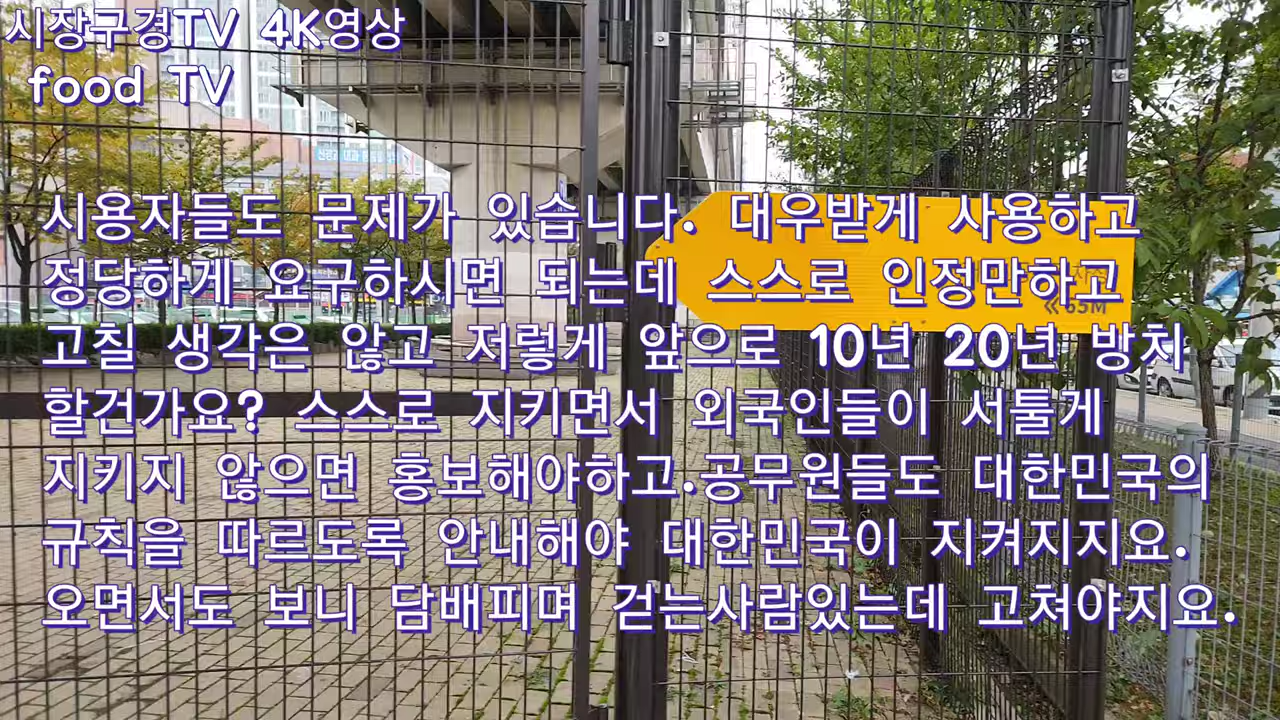 시장구경TV 4K영상
food TV
시용자들도 문제가 있습니다. 대우받게 사용하고
정당하게 요구하시면 되는데 스스로 인정만하고
고칠 생각은 않고 저렇게 앞으로 10년 20년 방치
할건가요? 스스로 지키면서 외국인들이 서툴게
지키지 않으면 홍보해야하고.공무원들도 대한민국의
규칙을 따르도록 안내해야 대한민국이 지켜지지요.
오면서도 보니 담배피며 걷는사람있는데 고쳐야지요.
65M